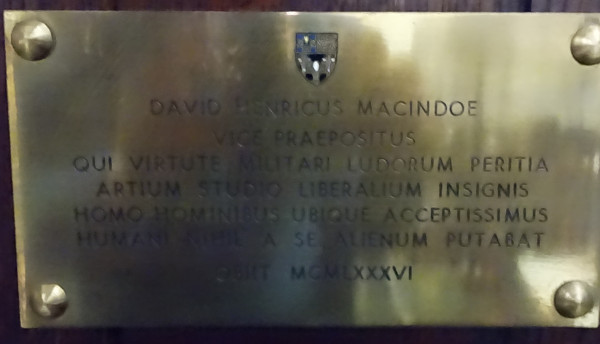 DAVID HENRICUS MACINDOE
VICE PRAEPOSITUS
QUI VIRTUTE MILITARI LUDORUM PERITIA
ARTIUM STUDIO LIBERALIUM INSIGNIS
HOMO HOMINIBUS UBIQUE ACCEPTISSIMUS
HUMANI NIHIL A SE ALIENUM PUTABAT
OBIIT MCMLXXXVI